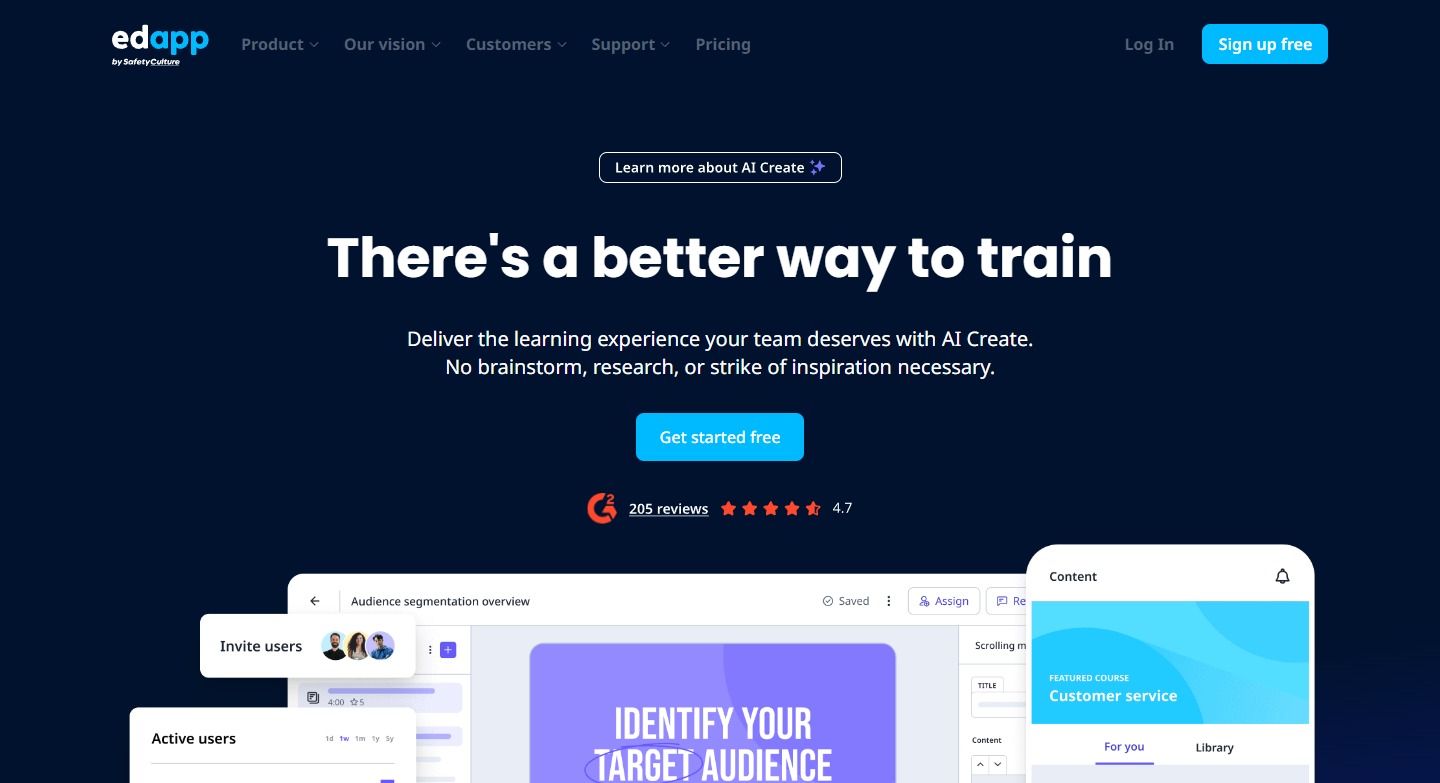 edapp
by SafetyCulture
Product
Our vision
Customers
Support
Pricing
Log In
Sign up free
Learn more about AI Create
There's a better way to train
Deliver the learning experience your team deserves with AI Create.
No brainstorm, research, or strike of inspiration necessary.
Get started free
G2
205 reviews
4.7
Audience segmentation overview
Saved
Assign
Re
Invite users
4:00 5
Active users
1d 1w 1m 1y 5y
IDENTIFY YOUR
TARGET AUDIENCE
Scrolling m
TITLE
Content
Content
FEATURED COURSE
Customer service
For you
Library